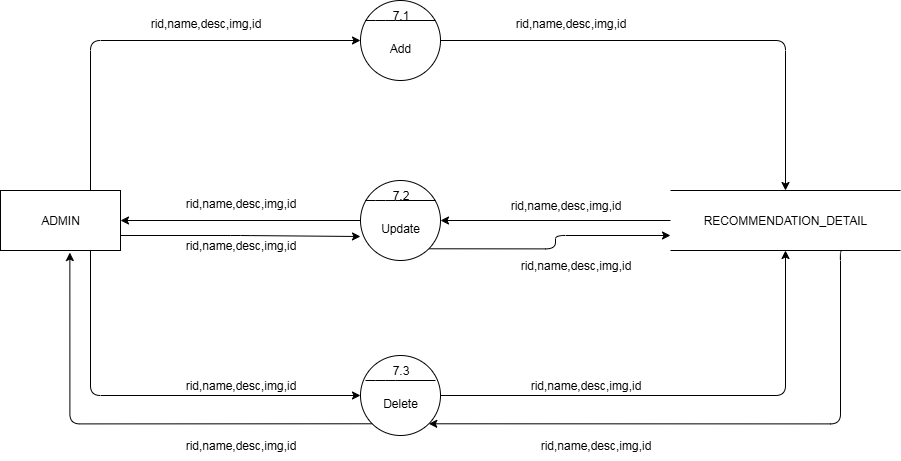 rid,name,desc,img,id
7.1
rid,name,desc,img,id
Add
rid,name,desc,img,id
7.2
rid,name,desc,img,id
ADMIN
Update
RECOMMENDATION_DETAIL
rid,name,desc,img,id
rid,name,desc,img,id
7.3
rid,name,desc,img,id
rid,name,desc,img,id
Delete
rid,name,desc,img,id
rid,name,desc,img,id